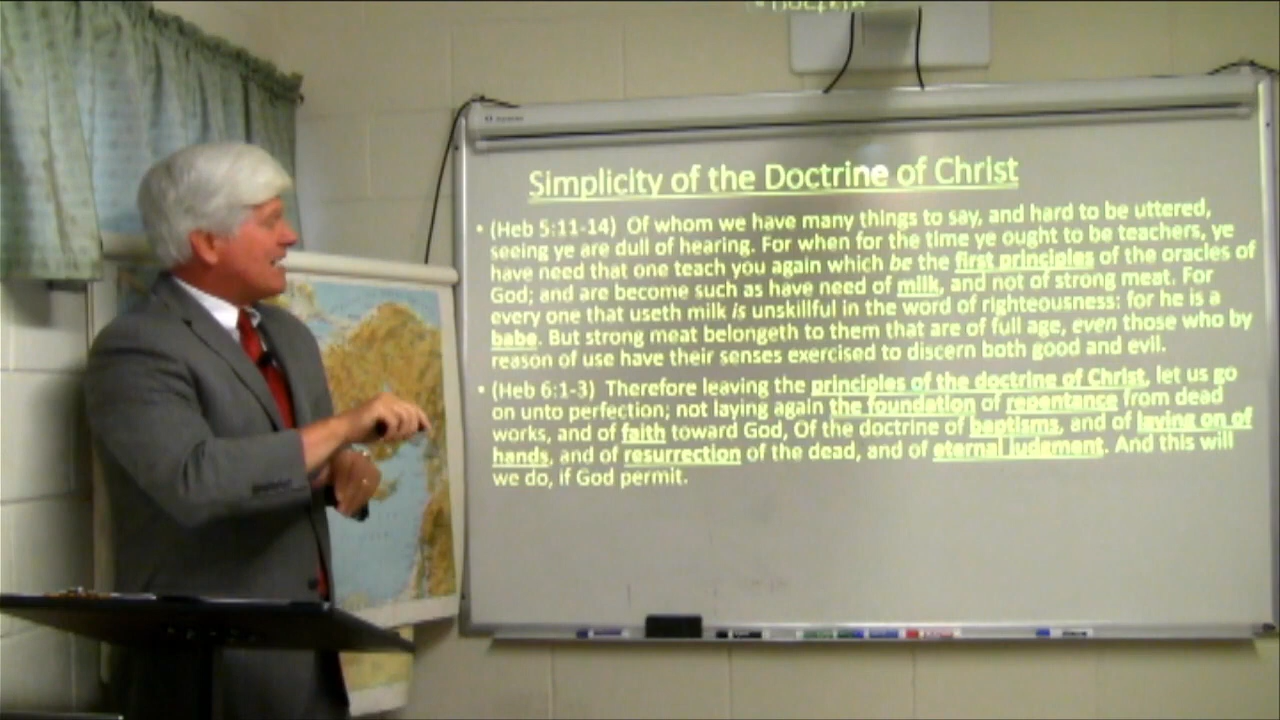 Simplicity of the Doctrine of Christ
• (Heb 5:11-14) Of whom we have many things to say, and hard to be uttered,
seeing ye are dull of hearing. For when for the time ye ought to be teachers, ye
have need that one teach you again which be the first principles of the oracles of
God; and are become such as have need of milk, and not of strong meat. For
every one that useth milk is unskillful in the word of righteousness: for he is a
babe. But strong meat belongeth to them that are of full age, even those who by
reason of use have their senses exercised to discern both good and evil.
• (Heb 6:1-3) Therefore leaving the principles of the doctrine of Christ, let us go
on unto perfection; not laying again the foundation of repentance from dead
works, and of faith toward God, Of the doctrine of baptisms, and of laying on of
hands, and of resurrection of the dead, and of eternal judgment. And this will
we do, if God permit.